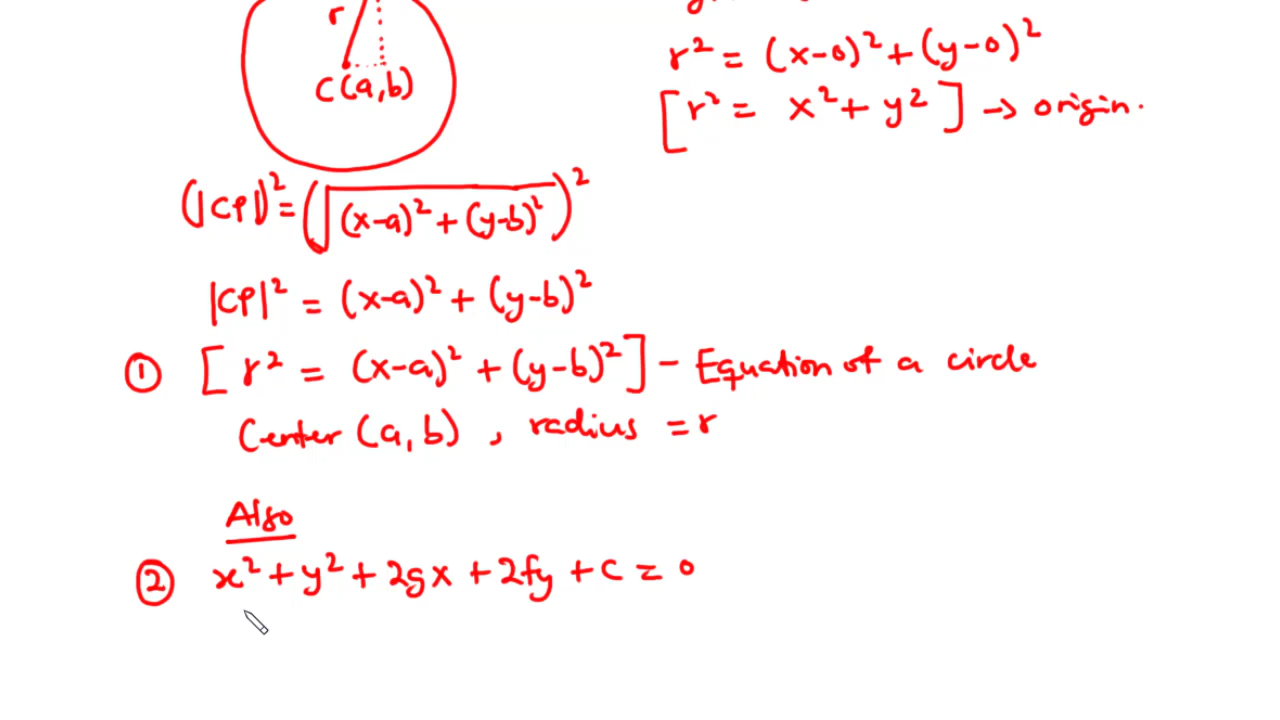 r
C(a,b)
r² = (x-0)² + (y-0)²
[r² = x² + y²] → origin.
(|CP|)² = (√(x-a)² + (y-b)²)²
|CP|² = (x-a)² + (y-b)²
① [r² = (x-a)² + (y-b)²] - Equation of a circle
Center (a,b), radius = r
Also
② x² + y² + 2gx + 2fy + c = 0